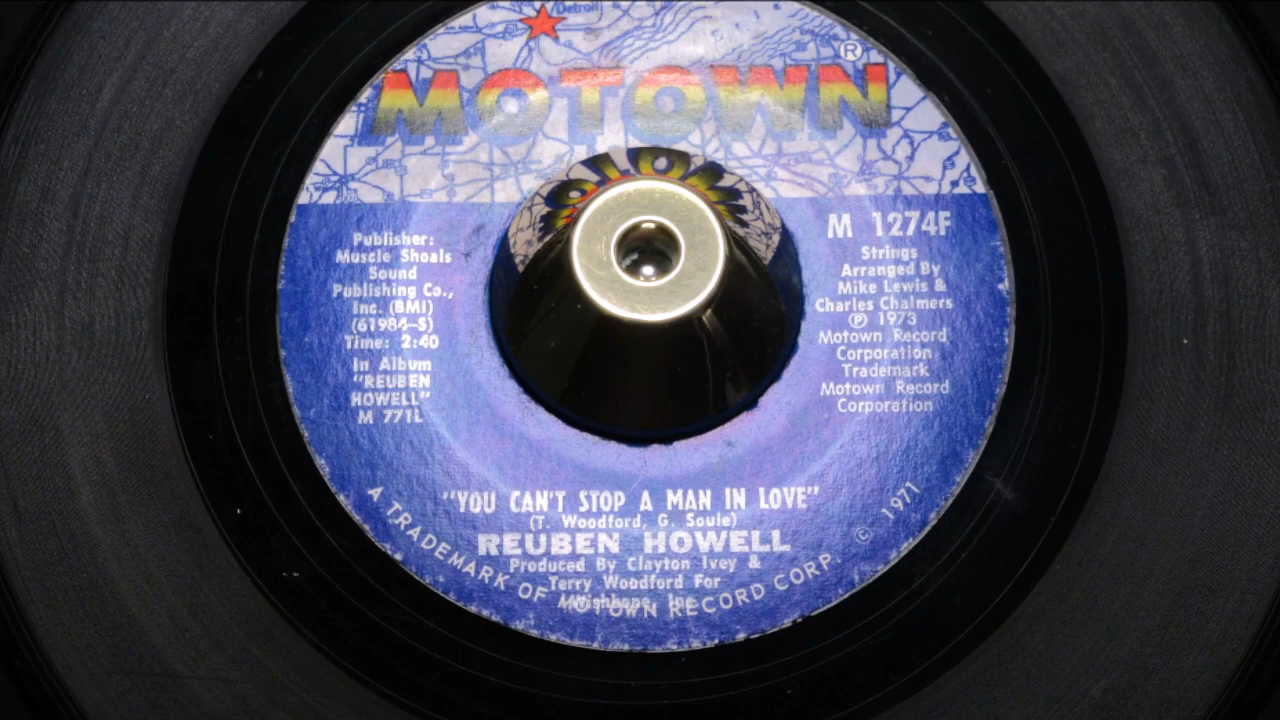 Detroit
MOTOWN
®
Publisher:
Muscle Shoals
Sound
Publishing Co.,
Inc. (BMI)
(61984-S)
Time: 2:40
In Album
"REUBEN
HOWELL"
M 771L
M 1274F
Strings
Arranged By
Mike Lewis &
Charles Chalmers
℗ 1973
Motown Record
Corporation
Trademark
Motown Record
Corporation
"YOU CAN'T STOP A MAN IN LOVE"
(T. Woodford, G. Soule)
REUBEN HOWELL
Produced By Clayton Ivey &
Terry Woodford For
Wishbone, Inc.
A TRADEMARK OF MOTOWN RECORD CORP. © 1971